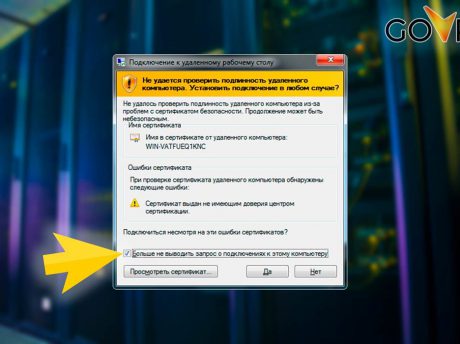 GOV
Подключение к удаленному рабочему столу
Не удается проверить подлинность удаленного
компьютера. Установить подключение в любом случае?
Не удалось проверить подлинность удаленного компьютера из-за
проблем с сертификатом безопасности. Продолжение может быть
небезопасным.
Имя сертификата
Имя в сертификате от удаленного компьютера:
WIN-VATFUEQ1KNC
Ошибки сертификата
При проверке сертификата удаленного компьютера обнаружены
следующие ошибки:
Сертификат выдан не имеющим доверия центром
сертификации.
Подключиться несмотря на эти ошибки сертификатов?
Больше не выводить запрос о подключениях к этому компьютеру
Просмотреть сертификат...
Да
Нет